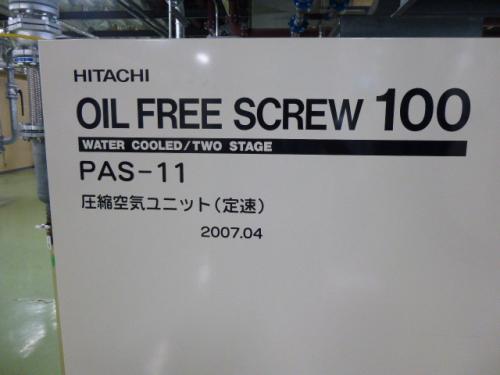 HITACHI
OIL FREE SCREW 100
WATER COOLED/TWO STAGE
PAS-11
圧縮空気ユニット(定速)
2007.04